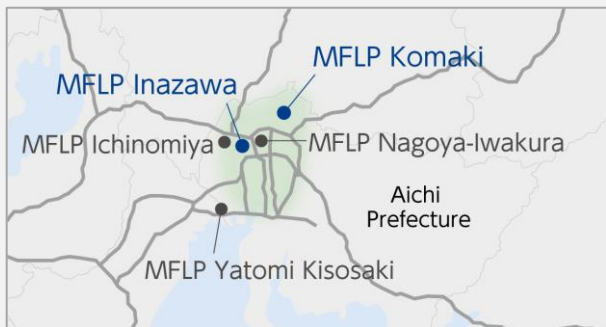 MFLP Komaki
MFLP Inazawa
MFLP Ichinomiya
MFLP Nagoya-Iwakura
Aichi
Prefecture
MFLP Yatomi Kisosaki